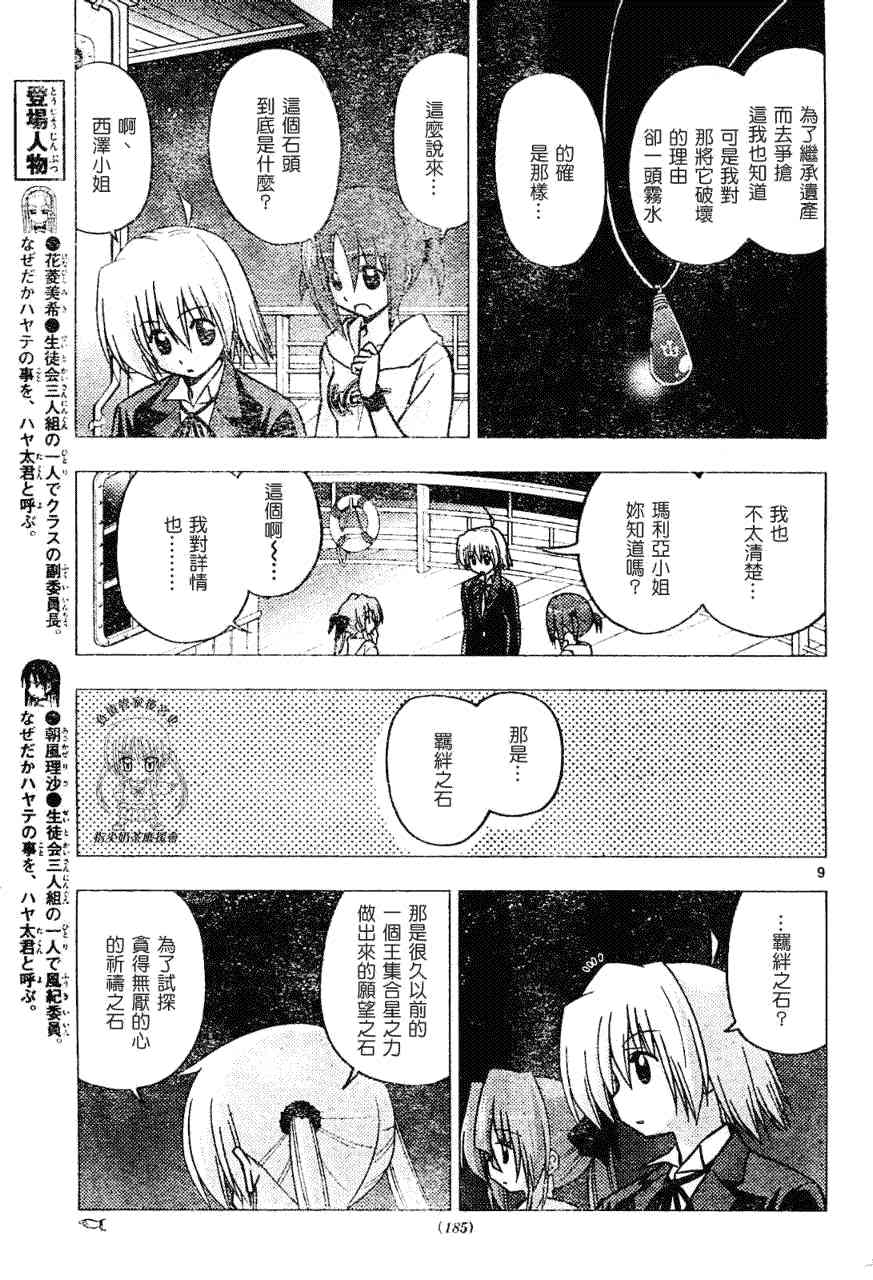 為了繼承遺產
而去爭搶
這我也知道
可是我對
那將它破壞
的理由
卻一頭霧水
的確
是那樣…
這麼說來…
這個石頭
到底是什麼?
啊、
西澤小姐
我也
不太清楚…
瑪利亞小姐
妳知道嗎?
這個啊~
我對詳情
也………
那是…
羈絆之石
…羈絆之石?
那是很久以前的
一個王集合星之力
做出來的願望之石
為了試探
貪得無厭的心
的祈禱之石
登場人物
とうじょうじんぶつ
●花菱美希●生徒会三人組の一人でクラスの副委員長。
なぜだかハヤテの事を、ハヤ太君と呼ぶ。
●朝風理沙●生徒会三人組の一人で風紀委員。
なぜだかハヤテの事を、ハヤ太君と呼ぶ。
9
(185)